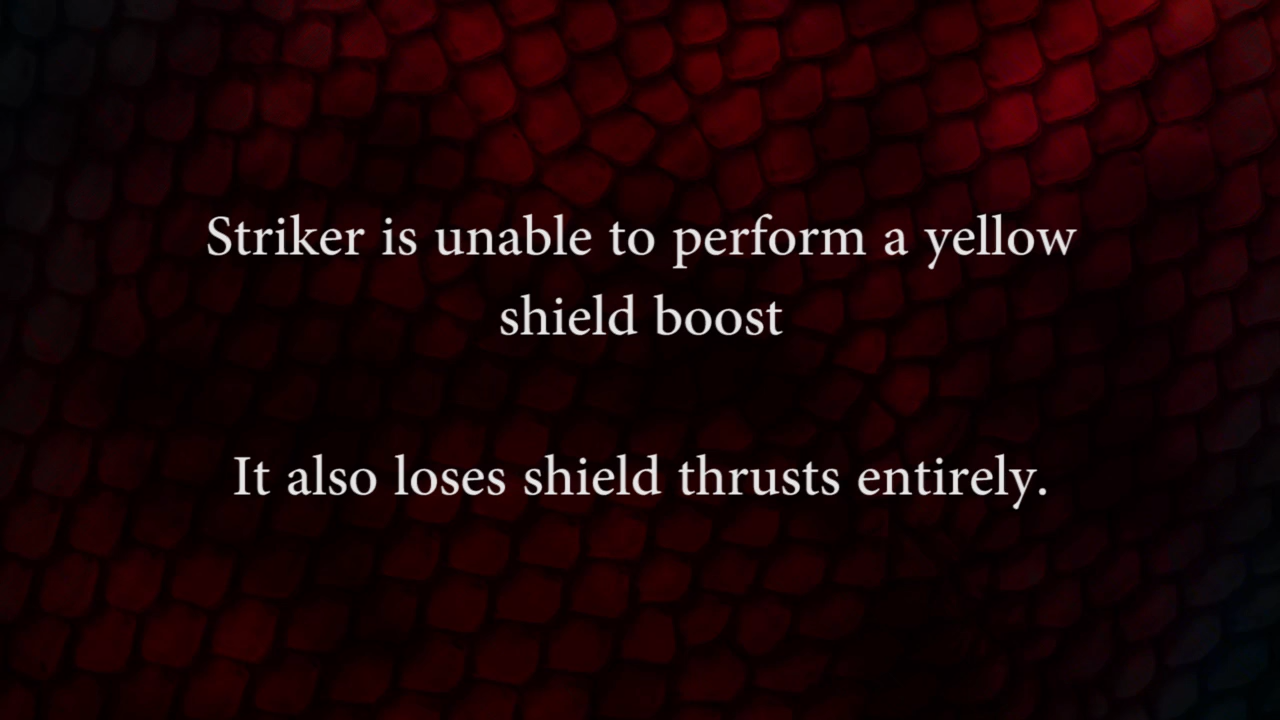 Striker is unable to perform a yellow
shield boost
It also loses shield thrusts entirely.